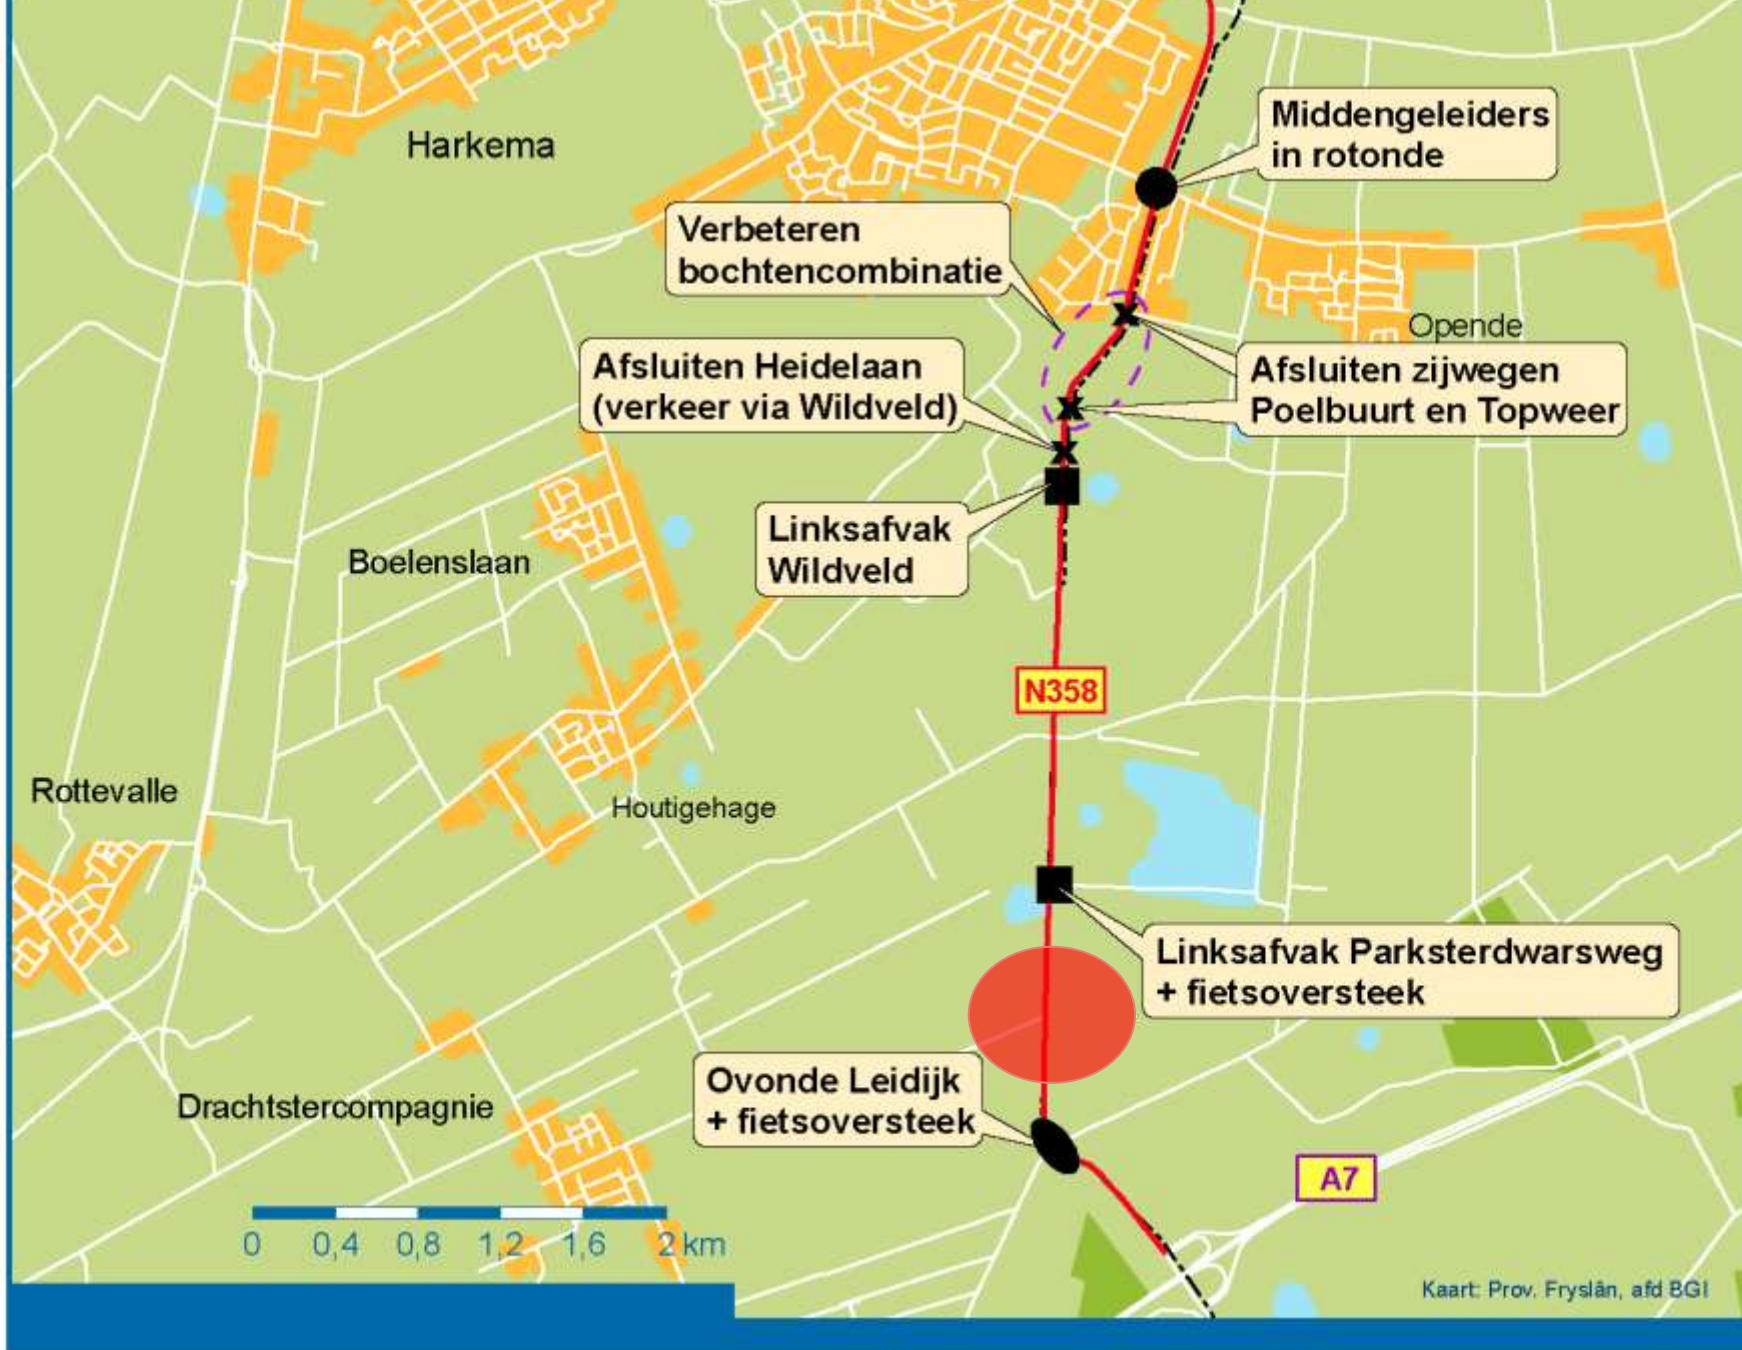 Harkema
Middengeleiders
in rotonde
Verbeteren
bochtencombinatie
Opende
Afsluiten Heidelaan
(verkeer via Wildveld)
Afsluiten zijwegen
Poelbuurt en Topweer
Linksafvak
Wildveld
Boelenslaan
N358
Rottevalle
Houtigehage
Linksafvak Parksterdwarsweg
+ fietsoversteek
Ovonde Leidijk
+ fietsoversteek
Drachtstercompagnie
A7
0 0,4 0,8 1,2 1,6 2 km
Kaart: Prov. Fryslân, afd BGI